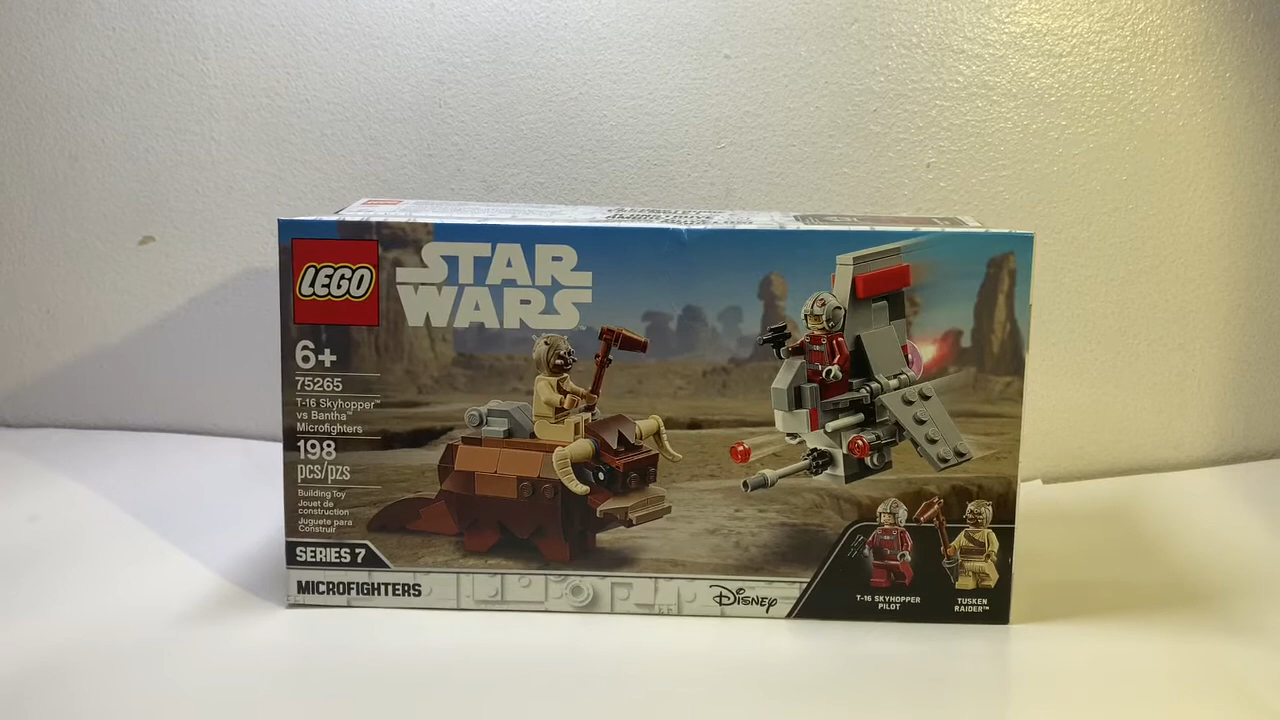 LEGO
STAR
WARS™
6+
75265
T-16 Skyhopper™
vs Bantha™
Microfighters
198
pcs/pzs
Building Toy
Jouet de
construction
Juguete para
Construir
SERIES 7
MICROFIGHTERS
Disney
T-16 SKYHOPPER
PILOT
TUSKEN
RAIDER™